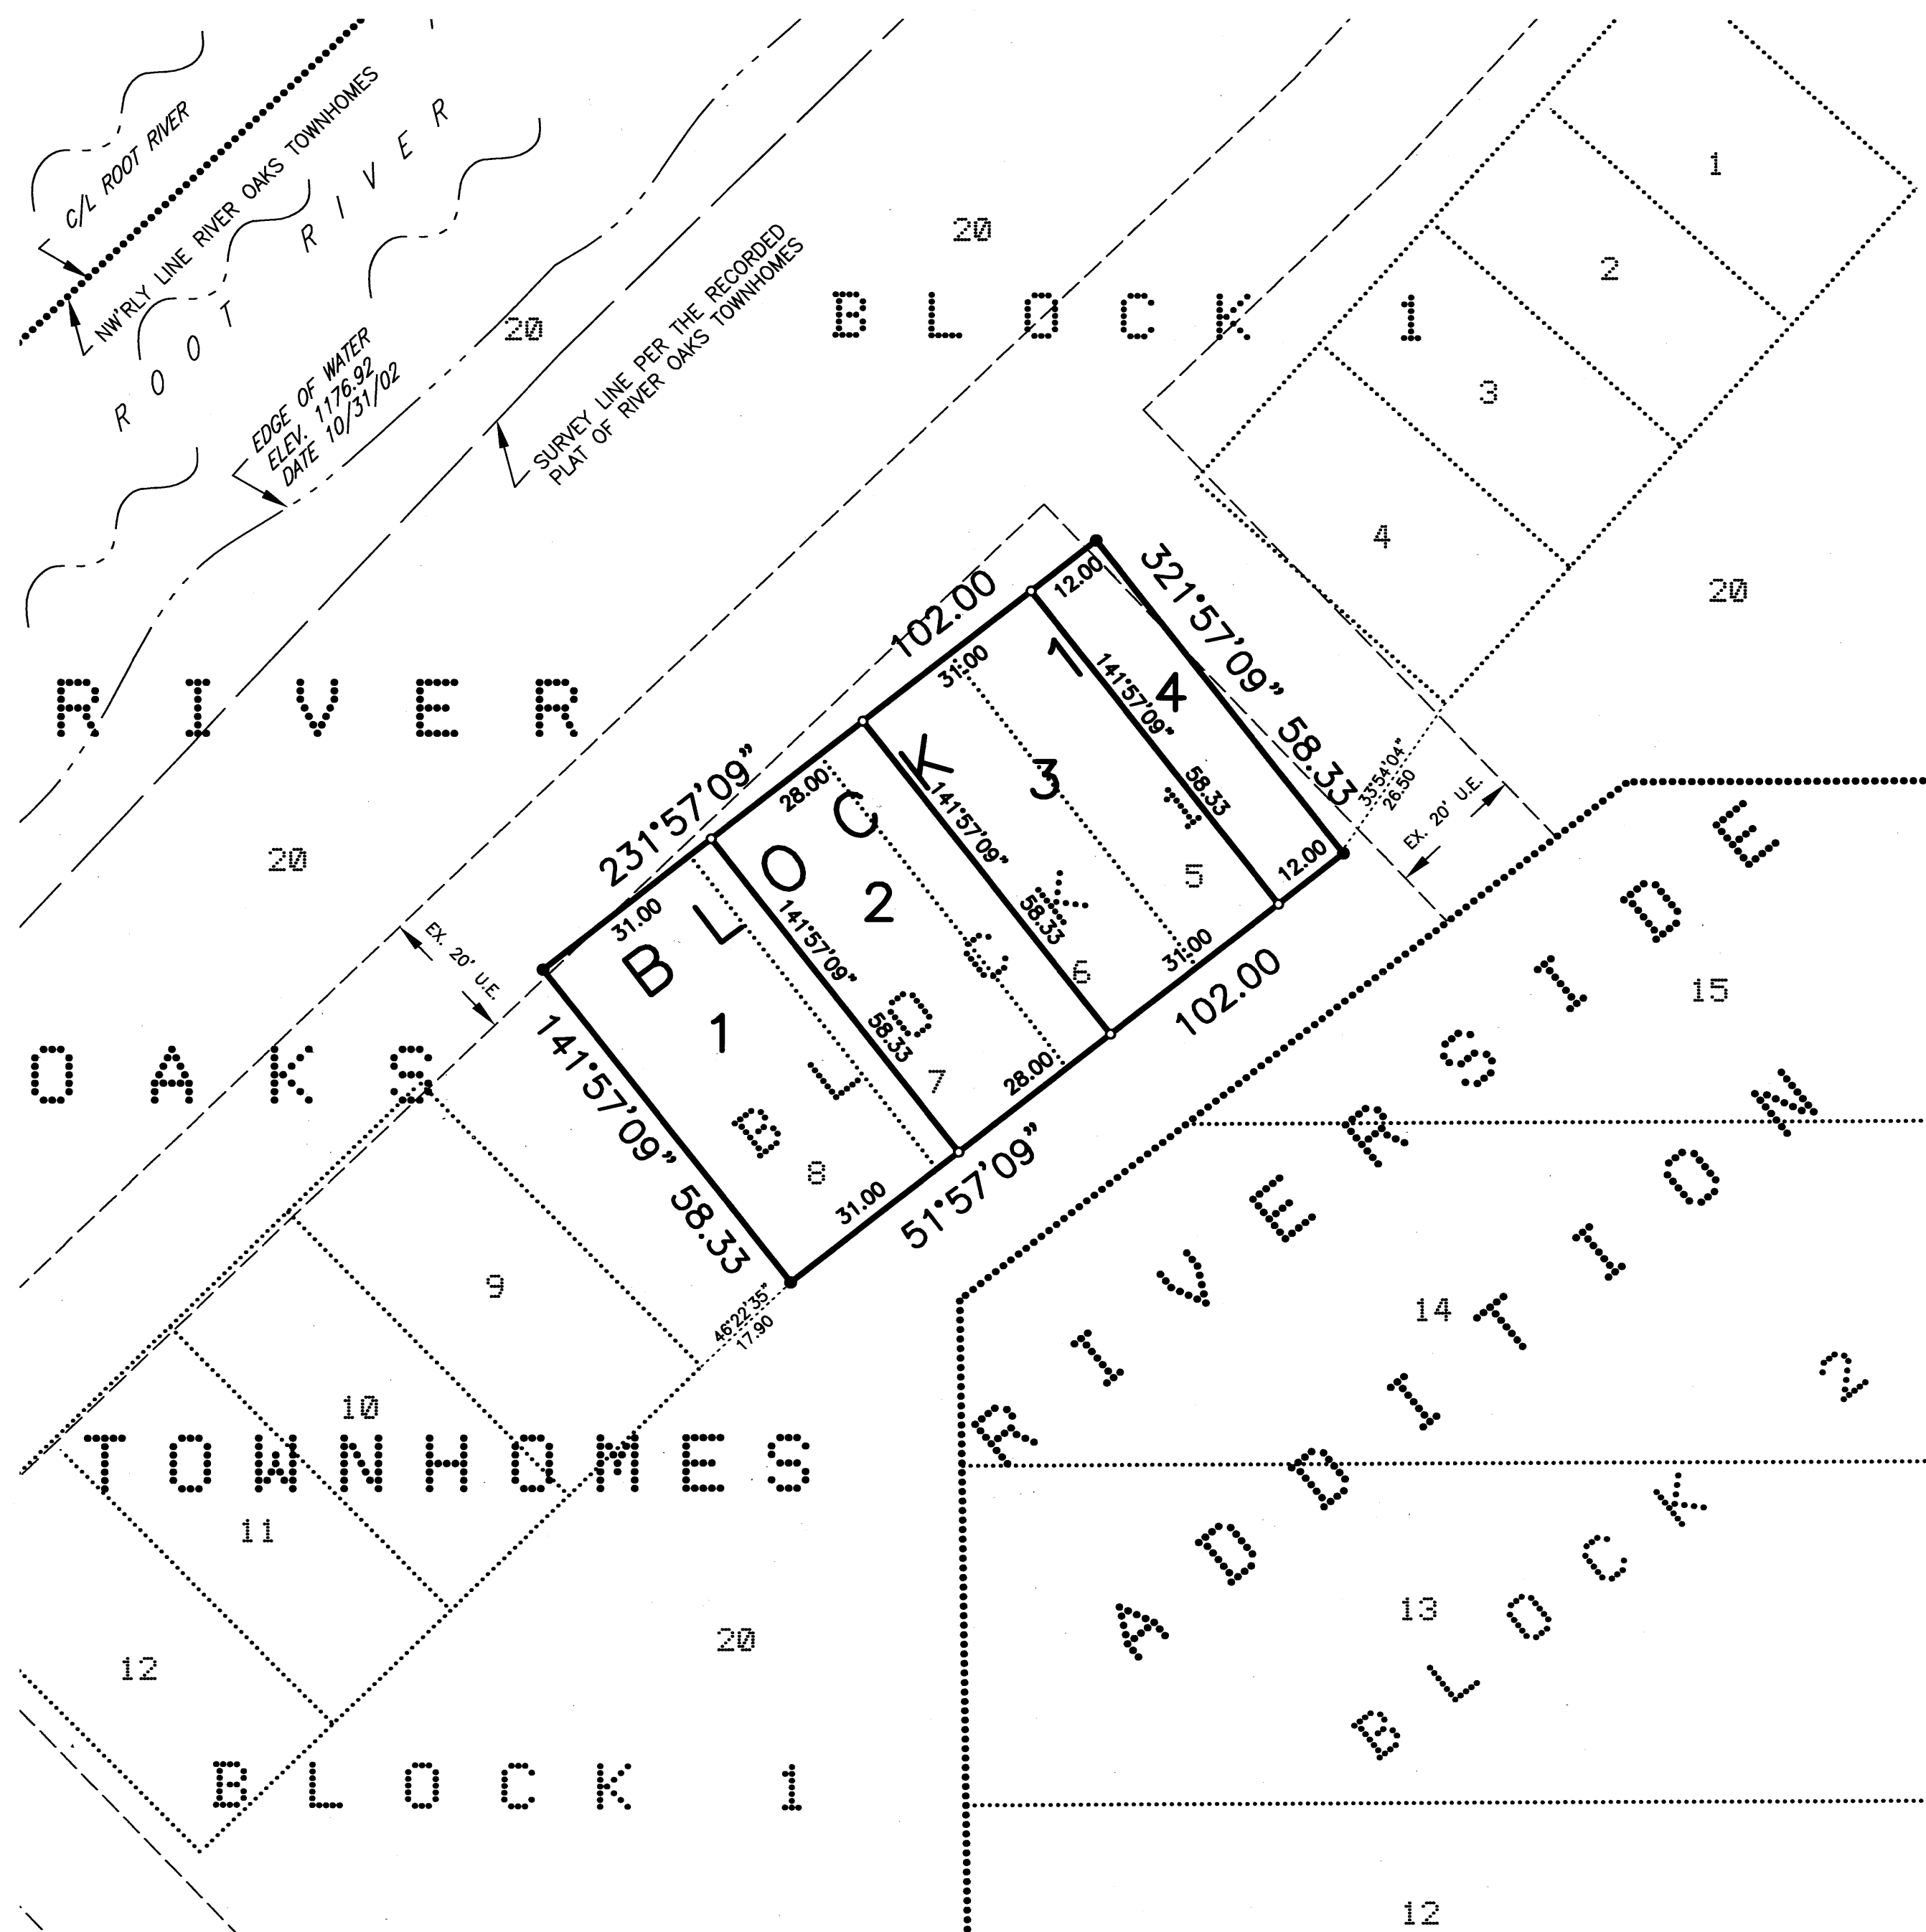 C/L ROOT RIVER
NW'RLY LINE RIVER OAKS TOWNHOMES
ROOT RIVER
EDGE OF WATER
ELEV. 1176.92
DATE 10/31/02
SURVEY LINE PER THE RECORDED
PLAT OF RIVER OAKS TOWNHOMES
20
20
BLOCK 1
1
2
3
4
20
RIVER
20
OAKS
TOWNHOMES
BLOCK 1
231°57'09" 102.00
31.00
28.00
31.00
12.00
321°57'09" 58.33
141°57'09" 58.33
141°57'09" 58.33
141°57'09" 58.33
141°57'09" 58.33
BLOCK 1
1
2
3
4
BLOCK 1
5
6
7
8
31.00
28.00
31.00
12.00
51°57'09" 102.00
33°54'04"
26.50
46°22'35"
17.90
EX. 20' U.E.
EX. 20' U.E.
9
10
11
12
20
RIVERSIDE
ADDITION
BLOCK 2
15
14
13
12